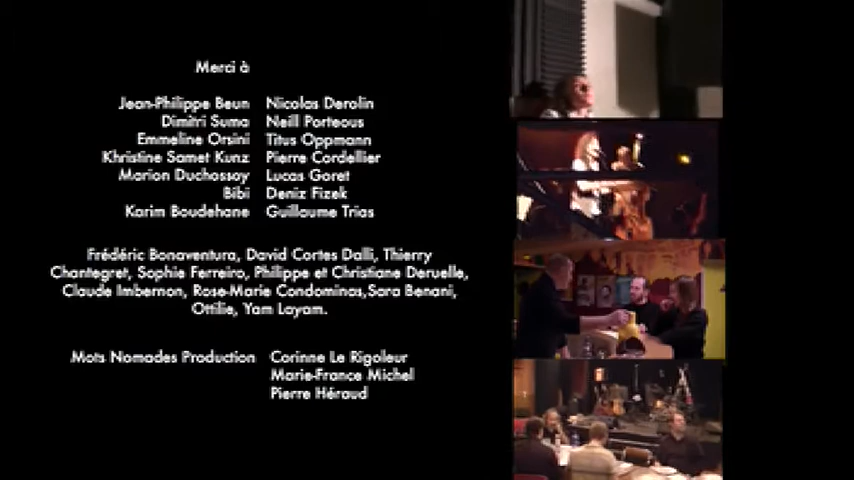 Merci à
Jean-Philippe Beun Nicolas Derolin
Dimitri Suma Neill Porteous
Emmeline Orsini Titus Oppmann
Khristine Samet Kunz Pierre Cordellier
Marion Duchossoy Lucas Goret
Bibi Deniz Fizek
Karim Boudehane Guillaume Trias
Frédéric Bonaventura, David Cortes Dalli, Thierry
Chantegret, Sophie Ferreiro, Philippe et Christiane Deruelle,
Claude Imbernon, Rose-Marie Condominas,Sara Benani,
Ottilie, Yam Layam.
Mots Nomades Production Corinne Le Rigoleur
Marie-France Michel
Pierre Héraud